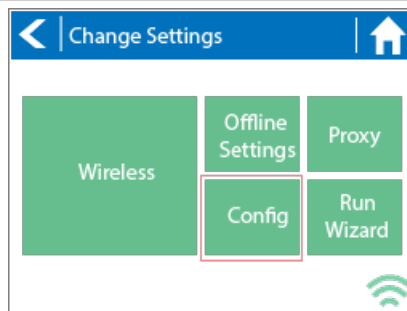 Change Settings
Wireless
Offline
Settings
Proxy
Config
Run
Wizard